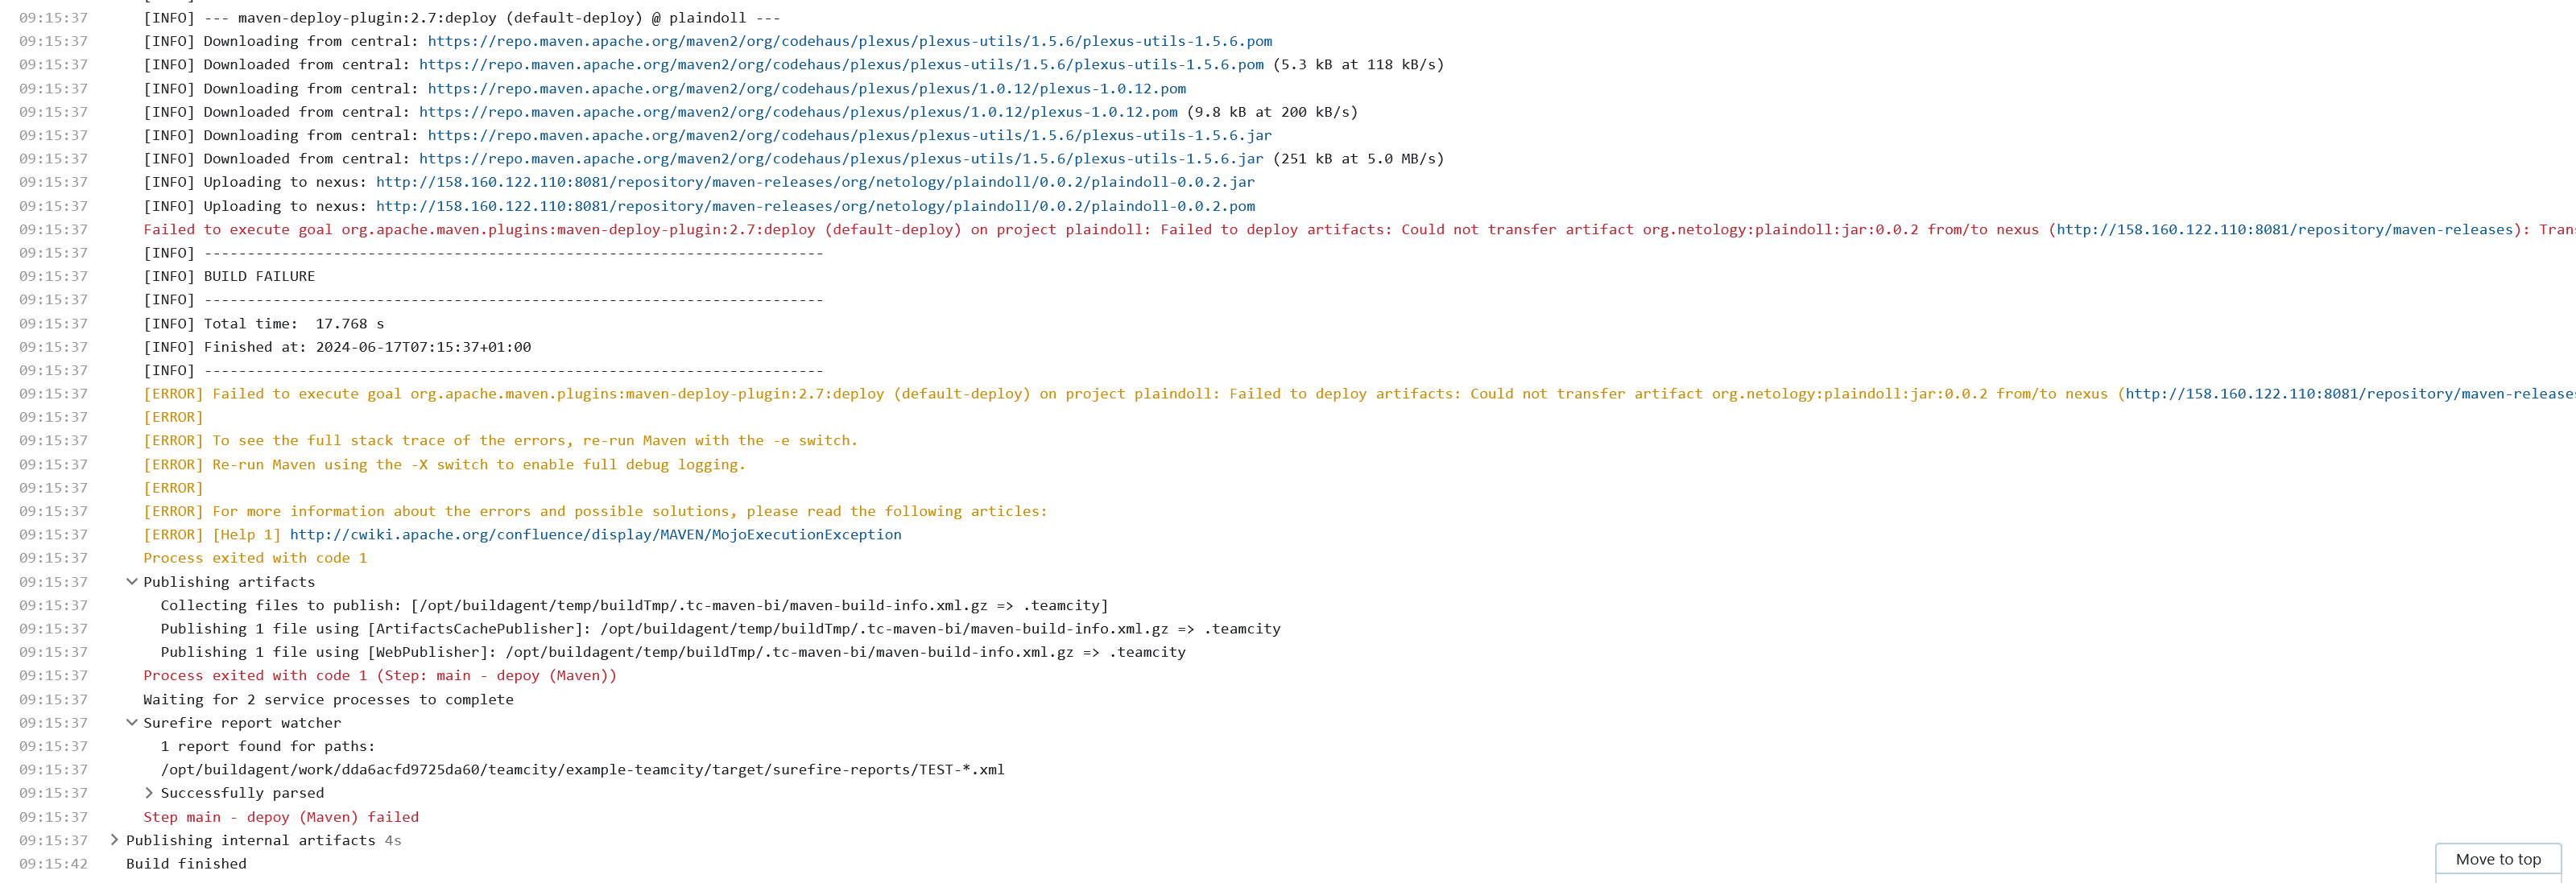 09:15:37 [INFO] --- maven-deploy-plugin:2.7:deploy (default-deploy) @ plaindoll ---
09:15:37 [INFO] Downloading from central: https://repo.maven.apache.org/maven2/org/codehaus/plexus/plexus-utils/1.5.6/plexus-utils-1.5.6.pom
09:15:37 [INFO] Downloaded from central: https://repo.maven.apache.org/maven2/org/codehaus/plexus/plexus-utils/1.5.6/plexus-utils-1.5.6.pom (5.3 kB at 118 kB/s)
09:15:37 [INFO] Downloading from central: https://repo.maven.apache.org/maven2/org/codehaus/plexus/plexus/1.0.12/plexus-1.0.12.pom
09:15:37 [INFO] Downloaded from central: https://repo.maven.apache.org/maven2/org/codehaus/plexus/plexus/1.0.12/plexus-1.0.12.pom (9.8 kB at 200 kB/s)
09:15:37 [INFO] Downloading from central: https://repo.maven.apache.org/maven2/org/codehaus/plexus/plexus-utils/1.5.6/plexus-utils-1.5.6.jar
09:15:37 [INFO] Downloaded from central: https://repo.maven.apache.org/maven2/org/codehaus/plexus/plexus-utils/1.5.6/plexus-utils-1.5.6.jar (251 kB at 5.0 MB/s)
09:15:37 [INFO] Uploading to nexus: http://158.160.122.110:8081/repository/maven-releases/org/netology/plaindoll/0.0.2/plaindoll-0.0.2.jar
09:15:37 [INFO] Uploading to nexus: http://158.160.122.110:8081/repository/maven-releases/org/netology/plaindoll/0.0.2/plaindoll-0.0.2.pom
09:15:37 Failed to execute goal org.apache.maven.plugins:maven-deploy-plugin:2.7:deploy (default-deploy) on project plaindoll: Failed to deploy artifacts: Could not transfer artifact org.netology:plaindoll:jar:0.0.2 from/to nexus (http://158.160.122.110:8081/repository/maven-releases): Tran
09:15:37 [INFO] ------------------------------------------------------------------------
09:15:37 [INFO] BUILD FAILURE
09:15:37 [INFO] ------------------------------------------------------------------------
09:15:37 [INFO] Total time:  17.768 s
09:15:37 [INFO] Finished at: 2024-06-17T07:15:37+01:00
09:15:37 [INFO] ------------------------------------------------------------------------
09:15:37 [ERROR] Failed to execute goal org.apache.maven.plugins:maven-deploy-plugin:2.7:deploy (default-deploy) on project plaindoll: Failed to deploy artifacts: Could not transfer artifact org.netology:plaindoll:jar:0.0.2 from/to nexus (http://158.160.122.110:8081/repository/maven-release
09:15:37 [ERROR]
09:15:37 [ERROR] To see the full stack trace of the errors, re-run Maven with the -e switch.
09:15:37 [ERROR] Re-run Maven using the -X switch to enable full debug logging.
09:15:37 [ERROR]
09:15:37 [ERROR] For more information about the errors and possible solutions, please read the following articles:
09:15:37 [ERROR] [Help 1] http://cwiki.apache.org/confluence/display/MAVEN/MojoExecutionException
09:15:37 Process exited with code 1
09:15:37 Publishing artifacts
09:15:37 Collecting files to publish: [/opt/buildagent/temp/buildTmp/.tc-maven-bi/maven-build-info.xml.gz => .teamcity]
09:15:37 Publishing 1 file using [ArtifactsCachePublisher]: /opt/buildagent/temp/buildTmp/.tc-maven-bi/maven-build-info.xml.gz => .teamcity
09:15:37 Publishing 1 file using [WebPublisher]: /opt/buildagent/temp/buildTmp/.tc-maven-bi/maven-build-info.xml.gz => .teamcity
09:15:37 Process exited with code 1 (Step: main - depoy (Maven))
09:15:37 Waiting for 2 service processes to complete
09:15:37 Surefire report watcher
09:15:37 1 report found for paths:
09:15:37 /opt/buildagent/work/dda6acfd9725da60/teamcity/example-teamcity/target/surefire-reports/TEST-*.xml
09:15:37 Successfully parsed
09:15:37 Step main - depoy (Maven) failed
09:15:37 Publishing internal artifacts 4s
09:15:42 Build finished
Move to top